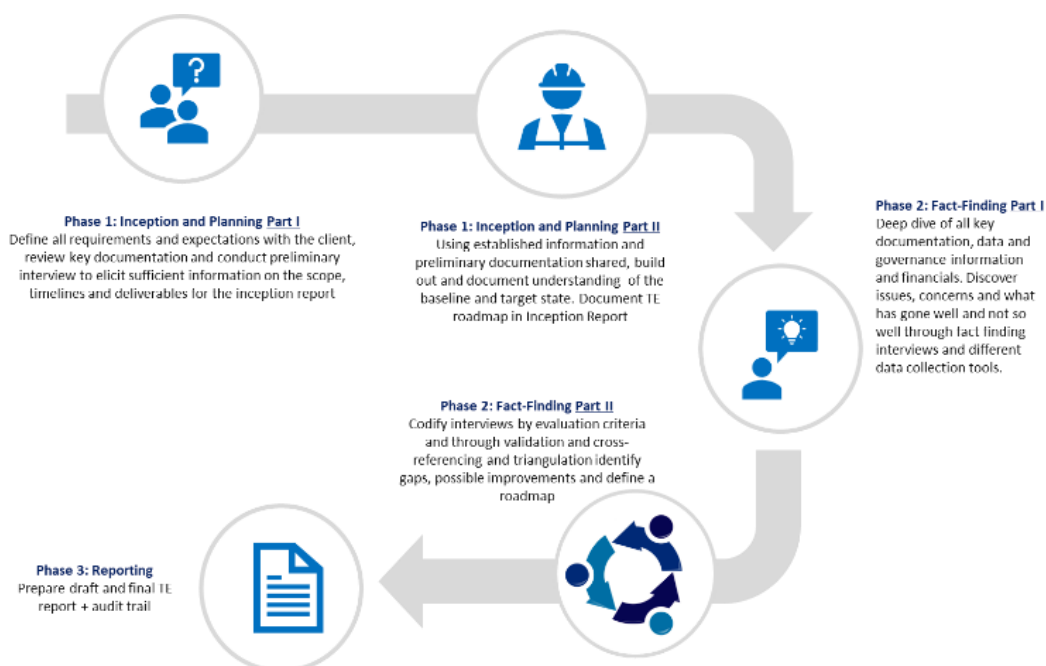 ?
Phase 1: Inception and Planning Part I
Define all requirements and expectations with the client,
review key documentation and conduct preliminary
interview to elicit sufficient information on the scope,
timelines and deliverables for the inception report
Phase 1: Inception and Planning Part II
Using established information and
preliminary documentation shared, build
out and document understanding of the
baseline and target state. Document TE
roadmap in Inception Report
Phase 2: Fact-Finding Part I
Deep dive of all key
documentation, data and
governance information
and financials. Discover
issues, concerns and what
has gone well and not so
well through fact finding
interviews and different
data collection tools.
Phase 2: Fact-Finding Part II
Codify interviews by evaluation criteria
and through validation and cross-
referencing and triangulation identify
gaps, possible improvements and define a
roadmap
Phase 3: Reporting
Prepare draft and final TE
report + audit trail